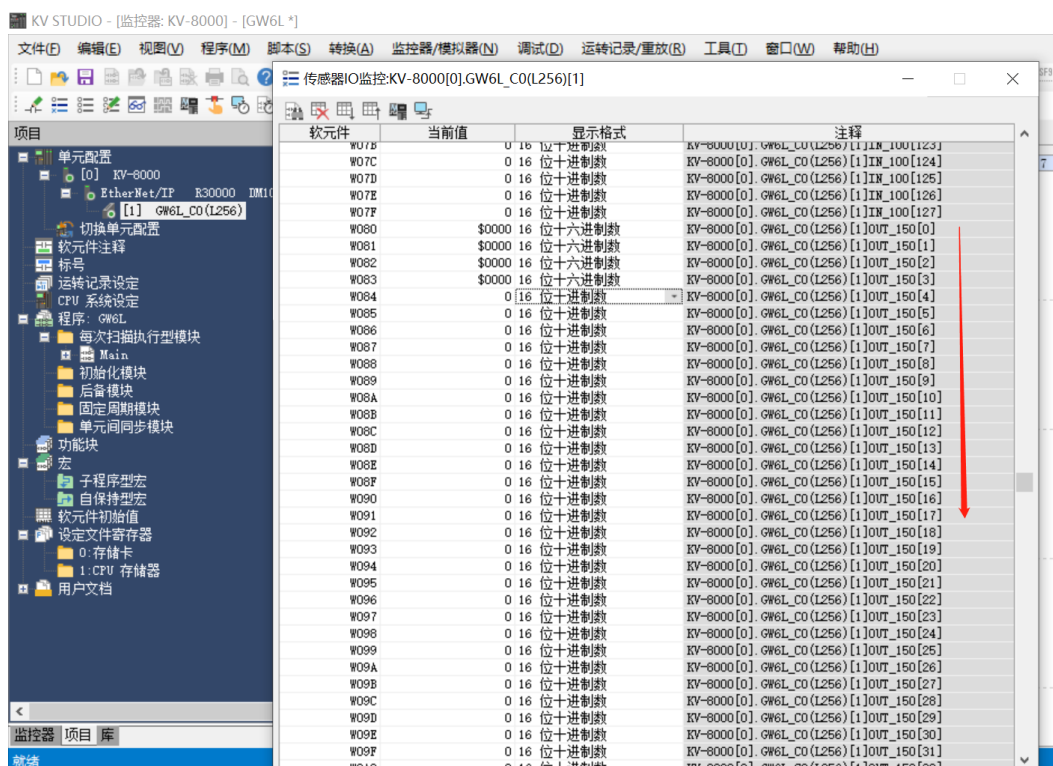 KV STUDIO - [监控器: KV-8000] - [GW6L *]
文件(F) 编辑(E) 视图(V) 程序(M) 脚本(S) 转换(A) 监控器/模拟器(N) 调试(D) 运转记录/重放(R) 工具(T) 窗口(W) 帮助(H)
传感器IO监控:KV-8000[0].GW6L_C0(L256)[1]
项目
单元配置
[0] KV-8000
EtherNet/IP R30000 DM10
[1] GW6L_C0(L256)
切换单元配置
软元件注释
标号
运转记录设定
CPU 系统设定
程序: GW6L
每次扫描执行型模块
Main
初始化模块
后备模块
固定周期模块
单元间同步模块
功能块
宏
子程序型宏
自保持型宏
软元件初始值
设定文件寄存器
0:存储卡
1:CPU 存储器
用户文档
监控器 项目 库
就绪
软元件 当前值 显示格式 注释
W07B 0 16 位十进制数 KV-8000[0].GW6L_C0(L256)[1]IN_100[123]
W07C 0 16 位十进制数 KV-8000[0].GW6L_C0(L256)[1]IN_100[124]
W07D 0 16 位十进制数 KV-8000[0].GW6L_C0(L256)[1]IN_100[125]
W07E 0 16 位十进制数 KV-8000[0].GW6L_C0(L256)[1]IN_100[126]
W07F 0 16 位十进制数 KV-8000[0].GW6L_C0(L256)[1]IN_100[127]
W080 $0000 16 位十六进制数 KV-8000[0].GW6L_C0(L256)[1]OUT_150[0]
W081 $0000 16 位十六进制数 KV-8000[0].GW6L_C0(L256)[1]OUT_150[1]
W082 $0000 16 位十六进制数 KV-8000[0].GW6L_C0(L256)[1]OUT_150[2]
W083 $0000 16 位十六进制数 KV-8000[0].GW6L_C0(L256)[1]OUT_150[3]
W084 0 16 位十进制数 KV-8000[0].GW6L_C0(L256)[1]OUT_150[4]
W085 0 16 位十进制数 KV-8000[0].GW6L_C0(L256)[1]OUT_150[5]
W086 0 16 位十进制数 KV-8000[0].GW6L_C0(L256)[1]OUT_150[6]
W087 0 16 位十进制数 KV-8000[0].GW6L_C0(L256)[1]OUT_150[7]
W088 0 16 位十进制数 KV-8000[0].GW6L_C0(L256)[1]OUT_150[8]
W089 0 16 位十进制数 KV-8000[0].GW6L_C0(L256)[1]OUT_150[9]
W08A 0 16 位十进制数 KV-8000[0].GW6L_C0(L256)[1]OUT_150[10]
W08B 0 16 位十进制数 KV-8000[0].GW6L_C0(L256)[1]OUT_150[11]
W08C 0 16 位十进制数 KV-8000[0].GW6L_C0(L256)[1]OUT_150[12]
W08D 0 16 位十进制数 KV-8000[0].GW6L_C0(L256)[1]OUT_150[13]
W08E 0 16 位十进制数 KV-8000[0].GW6L_C0(L256)[1]OUT_150[14]
W08F 0 16 位十进制数 KV-8000[0].GW6L_C0(L256)[1]OUT_150[15]
W090 0 16 位十进制数 KV-8000[0].GW6L_C0(L256)[1]OUT_150[16]
W091 0 16 位十进制数 KV-8000[0].GW6L_C0(L256)[1]OUT_150[17]
W092 0 16 位十进制数 KV-8000[0].GW6L_C0(L256)[1]OUT_150[18]
W093 0 16 位十进制数 KV-8000[0].GW6L_C0(L256)[1]OUT_150[19]
W094 0 16 位十进制数 KV-8000[0].GW6L_C0(L256)[1]OUT_150[20]
W095 0 16 位十进制数 KV-8000[0].GW6L_C0(L256)[1]OUT_150[21]
W096 0 16 位十进制数 KV-8000[0].GW6L_C0(L256)[1]OUT_150[22]
W097 0 16 位十进制数 KV-8000[0].GW6L_C0(L256)[1]OUT_150[23]
W098 0 16 位十进制数 KV-8000[0].GW6L_C0(L256)[1]OUT_150[24]
W099 0 16 位十进制数 KV-8000[0].GW6L_C0(L256)[1]OUT_150[25]
W09A 0 16 位十进制数 KV-8000[0].GW6L_C0(L256)[1]OUT_150[26]
W09B 0 16 位十进制数 KV-8000[0].GW6L_C0(L256)[1]OUT_150[27]
W09C 0 16 位十进制数 KV-8000[0].GW6L_C0(L256)[1]OUT_150[28]
W09D 0 16 位十进制数 KV-8000[0].GW6L_C0(L256)[1]OUT_150[29]
W09E 0 16 位十进制数 KV-8000[0].GW6L_C0(L256)[1]OUT_150[30]
W09F 0 16 位十进制数 KV-8000[0].GW6L_C0(L256)[1]OUT_150[31]